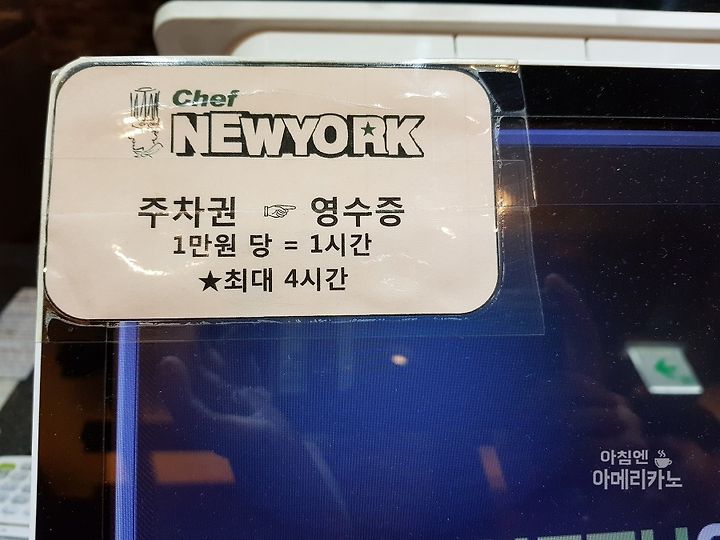 Chef
NEWYORK
주차권 ☞ 영수증
1만원 당 = 1시간
★최대 4시간
아침엔
아메리카노